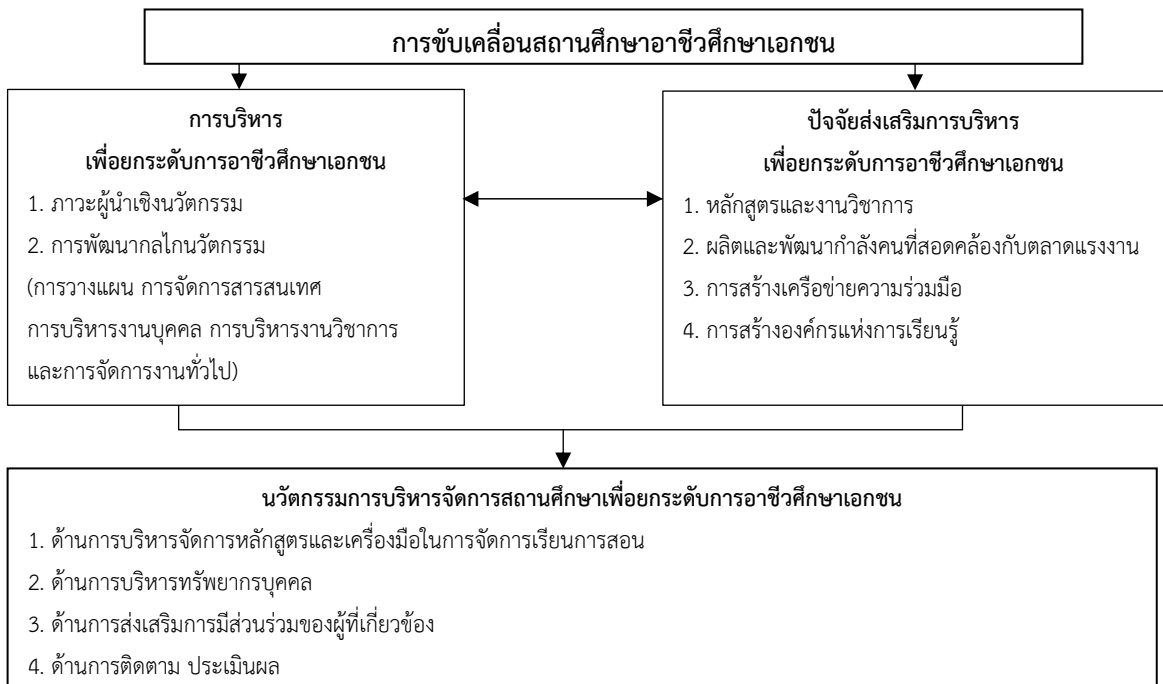 การขับเคลื่อนสถานศึกษาอาชีวศึกษาเอกชน
การบริหาร
เพื่อยกระดับการอาชีวศึกษาเอกชน
1. ภาวะผู้นำเชิงนวัตกรรม
2. การพัฒนากลไกนวัตกรรม
(การวางแผน การจัดการสารสนเทศ
การบริหารงานบุคคล การบริหารงานวิชาการ
และการจัดการงานทั่วไป)
ปัจจัยส่งเสริมการบริหาร
เพื่อยกระดับการอาชีวศึกษาเอกชน
1. หลักสูตรและงานวิชาการ
2. ผลิตและพัฒนากำลังคนที่สอดคล้องกับตลาดแรงงาน
3. การสร้างเครือข่ายความร่วมมือ
4. การสร้างองค์กรแห่งการเรียนรู้
นวัตกรรมการบริหารจัดการสถานศึกษาเพื่อยกระดับการอาชีวศึกษาเอกชน
1. ด้านการบริหารจัดการหลักสูตรและเครื่องมือในการจัดการเรียนการสอน
2. ด้านการบริหารทรัพยากรบุคคล
3. ด้านการส่งเสริมการมีส่วนร่วมของผู้ที่เกี่ยวข้อง
4. ด้านการติดตาม ประเมินผล